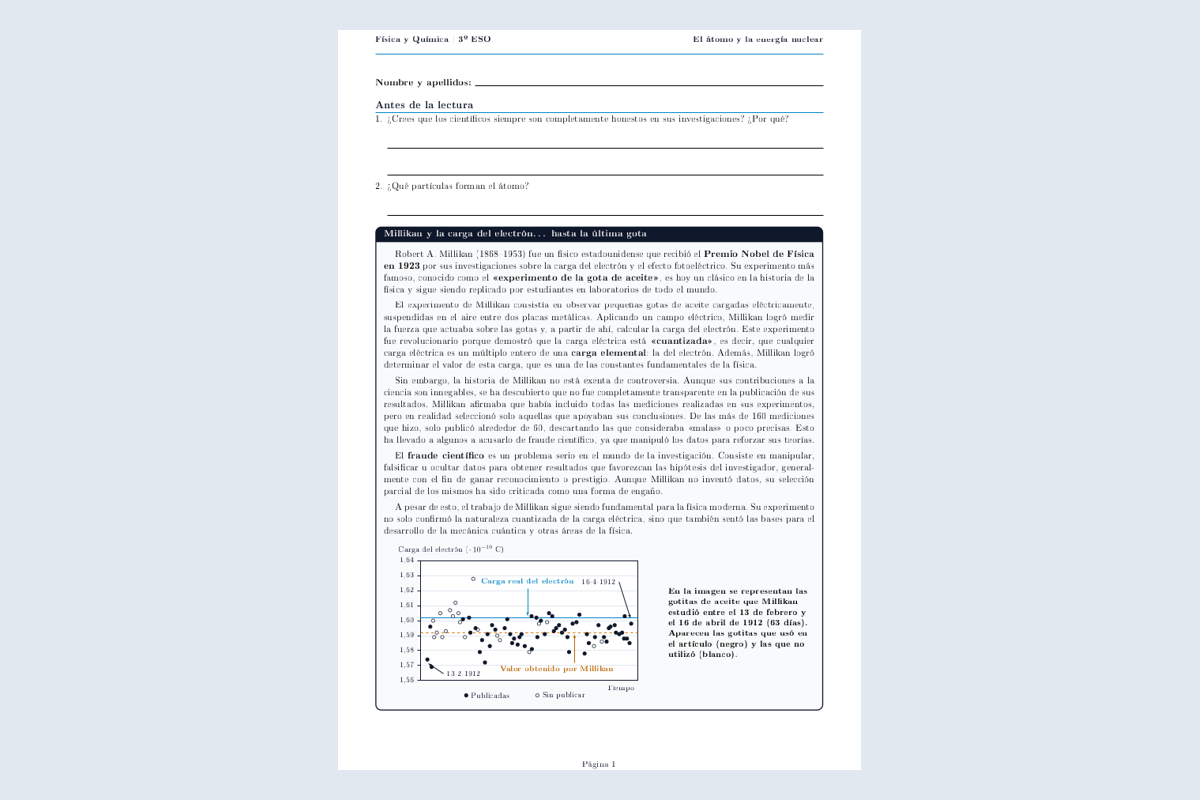 Física y Química | 3º ESO
El átomo y la energía nuclear
Nombre y apellidos:
Antes de la lectura
1. ¿Crees que los científicos siempre son completamente honestos en sus investigaciones? ¿Por qué?
2. ¿Qué partículas forman el átomo?
Millikan y la carga del electrón... hasta la última gota
Robert A. Millikan (1868–1953) fue un físico estadounidense que recibió el Premio Nobel de Física
en 1923 por sus investigaciones sobre la carga del electrón y el efecto fotoeléctrico. Su experimento más
famoso, conocido como el «experimento de la gota de aceite», es hoy un clásico en la historia de la
física y sigue siendo replicado por estudiantes en laboratorios de todo el mundo.
El experimento de Millikan consistía en observar pequeñas gotas de aceite cargadas eléctricamente,
suspendidas en el aire entre dos placas metálicas. Aplicando un campo eléctrico, Millikan logró medir
la fuerza que actuaba sobre las gotas y, a partir de ahí, calcular la carga del electrón. Este experimento
fue revolucionario porque demostró que la carga eléctrica está «cuantizada», es decir, que cualquier
carga eléctrica es un múltiplo entero de una carga elemental: la del electrón. Además, Millikan logró
determinar el valor de esta carga, que es una de las constantes fundamentales de la física.
Sin embargo, la historia de Millikan no está exenta de controversia. Aunque sus contribuciones a la
ciencia son innegables, se ha descubierto que no fue completamente transparente en la publicación de sus
resultados. Millikan afirmaba que había incluido todas las mediciones realizadas en sus experimentos,
pero en realidad seleccionó solo aquellas que apoyaban sus conclusiones. De las más de 160 mediciones
que hizo, solo publicó alrededor de 60, descartando las que consideraba «malas» o poco precisas. Esto
ha llevado a algunos a acusarlo de fraude científico, ya que manipuló los datos para reforzar sus teorías.
El fraude científico es un problema serio en el mundo de la investigación. Consiste en manipular,
falsificar u ocultar datos para obtener resultados que favorezcan las hipótesis del investigador, general-
mente con el fin de ganar reconocimiento o prestigio. Aunque Millikan no inventó datos, su selección
parcial de los mismos ha sido criticada como una forma de engaño.
A pesar de esto, el trabajo de Millikan sigue siendo fundamental para la física moderna. Su experimento
no solo confirmó la naturaleza cuantizada de la carga eléctrica, sino que también sentó las bases para el
desarrollo de la mecánica cuántica y otras áreas de la física.
Carga del electrón (·10⁻¹⁹ C)
1,64
1,63
1,62
1,61
1,60
1,59
1,58
1,57
1,56
Carga real del electrón
16-4-1912
Valor obtenido por Millikan
13-2-1912
Tiempo
Publicadas
Sin publicar
En la imagen se representan las
gotitas de aceite que Millikan
estudió entre el 13 de febrero y
el 16 de abril de 1912 (63 días).
Aparecen las gotitas que usó en
el artículo (negro) y las que no
utilizó (blanco).
Página 1